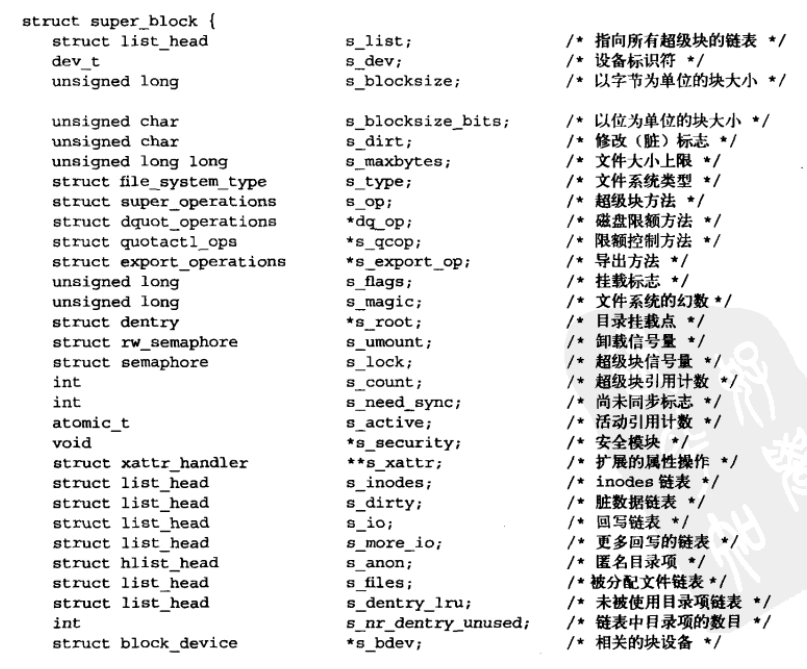 struct super_block {
struct list_head s_list; /* 指向所有超级块的链表 */
dev_t s_dev; /* 设备标识符 */
unsigned long s_blocksize; /* 以字节为单位的块大小 */
unsigned char s_blocksize_bits; /* 以位为单位的块大小 */
unsigned char s_dirt; /* 修改（脏）标志 */
unsigned long long s_maxbytes; /* 文件大小上限 */
struct file_system_type s_type; /* 文件系统类型 */
struct super_operations s_op; /* 超级块方法 */
struct dquot_operations *dq_op; /* 磁盘限额方法 */
struct quotactl_ops *s_qcop; /* 限额控制方法 */
struct export_operations *s_export_op; /* 导出方法 */
unsigned long s_flags; /* 挂载标志 */
unsigned long s_magic; /* 文件系统的幻数 */
struct dentry *s_root; /* 目录挂载点 */
struct rw_semaphore s_umount; /* 卸载信号量 */
struct semaphore s_lock; /* 超级块信号量 */
int s_count; /* 超级块引用计数 */
int s_need_sync; /* 尚未同步标志 */
atomic_t s_active; /* 活动引用计数 */
void *s_security; /* 安全模块 */
struct xattr_handler **s_xattr; /* 扩展的属性操作 */
struct list_head s_inodes; /* inodes 链表 */
struct list_head s_dirty; /* 脏数据链表 */
struct list_head s_io; /* 回写链表 */
struct list_head s_more_io; /* 更多回写的链表 */
struct hlist_head s_anon; /* 匿名目录项 */
struct list_head s_files; /* 被分配文件链表 */
struct list_head s_dentry_lru; /* 未被使用目录项链表 */
int s_nr_dentry_unused; /* 链表中目录项的数目 */
struct block_device *s_bdev; /* 相关的块设备 */